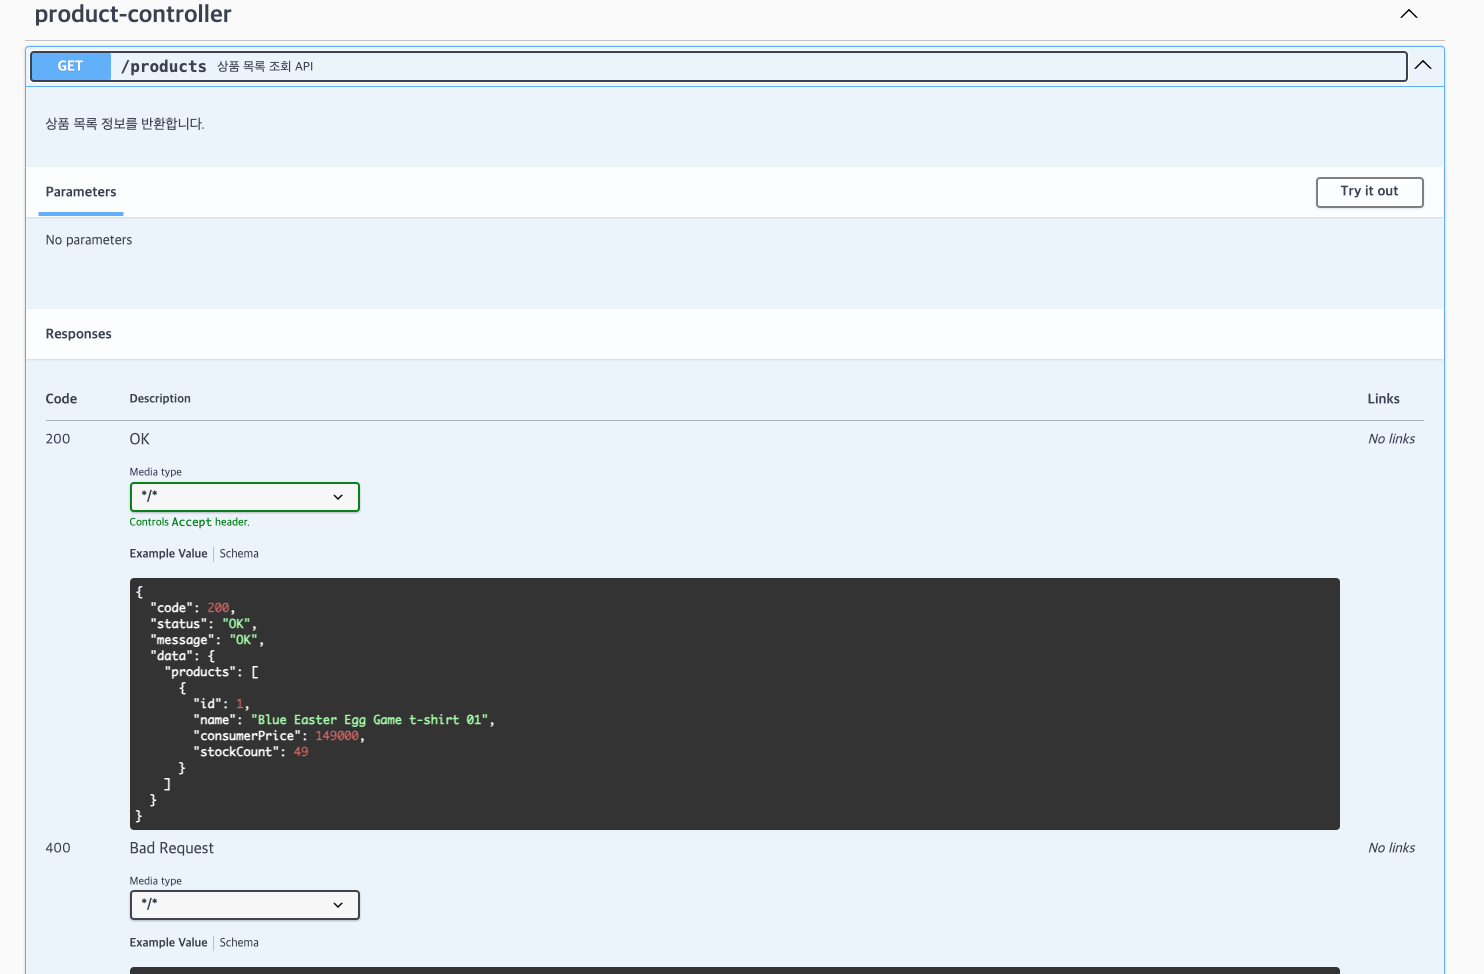 product-controller
GET /products 상품 목록 조회 API
상품 목록 정보를 반환합니다.
Parameters
Try it out
No parameters
Responses
Code Description Links
200 OK No links
Media type
*/*
Controls Accept header.
Example Value Schema
{
  "code": 200,
  "status": "OK",
  "message": "OK",
  "data": {
    "products": [
      {
        "id": 1,
        "name": "Blue Easter Egg Game t-shirt 01",
        "consumerPrice": 149000,
        "stockCount": 49
      }
    ]
  }
}
400 Bad Request No links
Media type
*/*
Example Value Schema